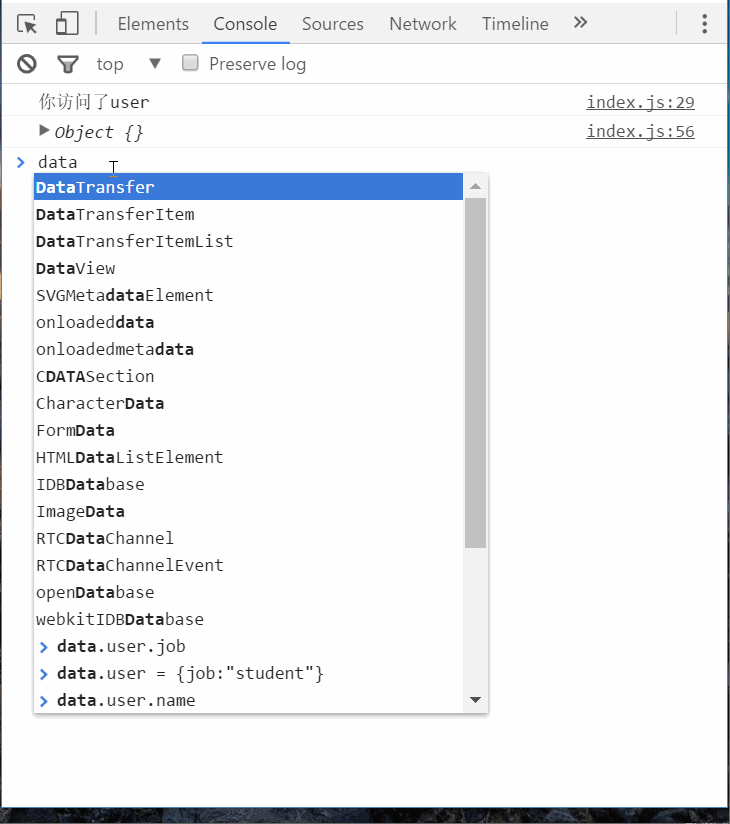 Elements Console Sources Network Timeline
top Preserve log
你访问了user index.js:29
Object {} index.js:56
data
DataTransfer
DataTransferItem
DataTransferItemList
DataView
SVGMetadataElement
onloadeddata
onloadedmetadata
CDATASection
CharacterData
FormData
HTMLDataListElement
IDBDatabase
ImageData
RTCDataChannel
RTCDataChannelEvent
openDatabase
webkitIDBDatabase
data.user.job
data.user = {job:"student"}
data.user.name